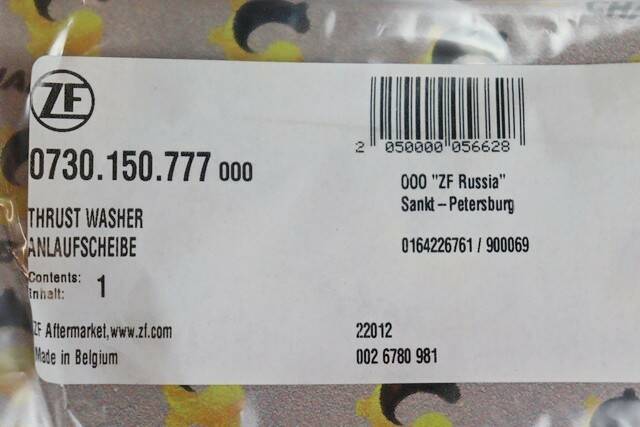 ZF
0730.150.777 000
THRUST WASHER
ANLAUFSCHEIBE
Contents:
Inhalt: 1
ZF Aftermarket,www.zf.com
Made in Belgium
2 050000 056628
OOO "ZF Russia"
Sankt-Petersburg
0164226761 / 900069
22012
002 6780 981